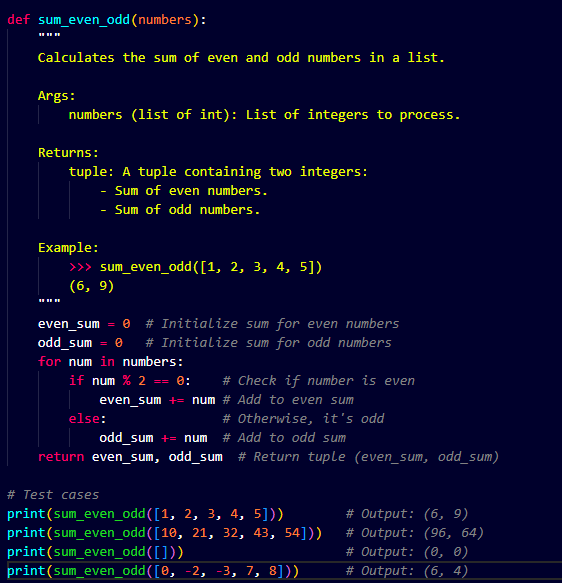 def sum_even_odd(numbers):
    """
    Calculates the sum of even and odd numbers in a list.

    Args:
        numbers (list of int): List of integers to process.

    Returns:
        tuple: A tuple containing two integers:
            - Sum of even numbers.
            - Sum of odd numbers.

    Example:
        >>> sum_even_odd([1, 2, 3, 4, 5])
        (6, 9)
    """
    even_sum = 0  # Initialize sum for even numbers
    odd_sum = 0   # Initialize sum for odd numbers
    for num in numbers:
        if num % 2 == 0:    # Check if number is even
            even_sum += num # Add to even sum
        else:               # Otherwise, it's odd
            odd_sum += num  # Add to odd sum
    return even_sum, odd_sum  # Return tuple (even_sum, odd_sum)

# Test cases
print(sum_even_odd([1, 2, 3, 4, 5]))        # Output: (6, 9)
print(sum_even_odd([10, 21, 32, 43, 54]))   # Output: (96, 64)
print(sum_even_odd([]))                     # Output: (0, 0)
print(sum_even_odd([0, -2, -3, 7, 8]))      # Output: (6, 4)